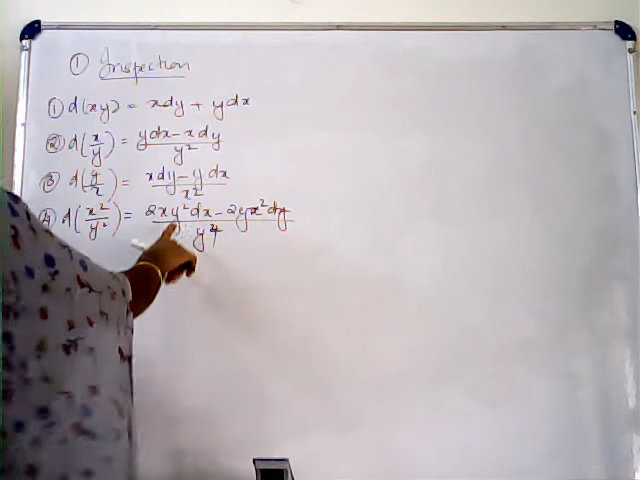 ① Inspection
① d(xy) = xdy + ydx
② d(x/y) = ydx - xdy / y²
③ d(y/x) = xdy - ydx / x²
④ d(x²/y²) = 2xy²dx - 2yx²dy / y⁴